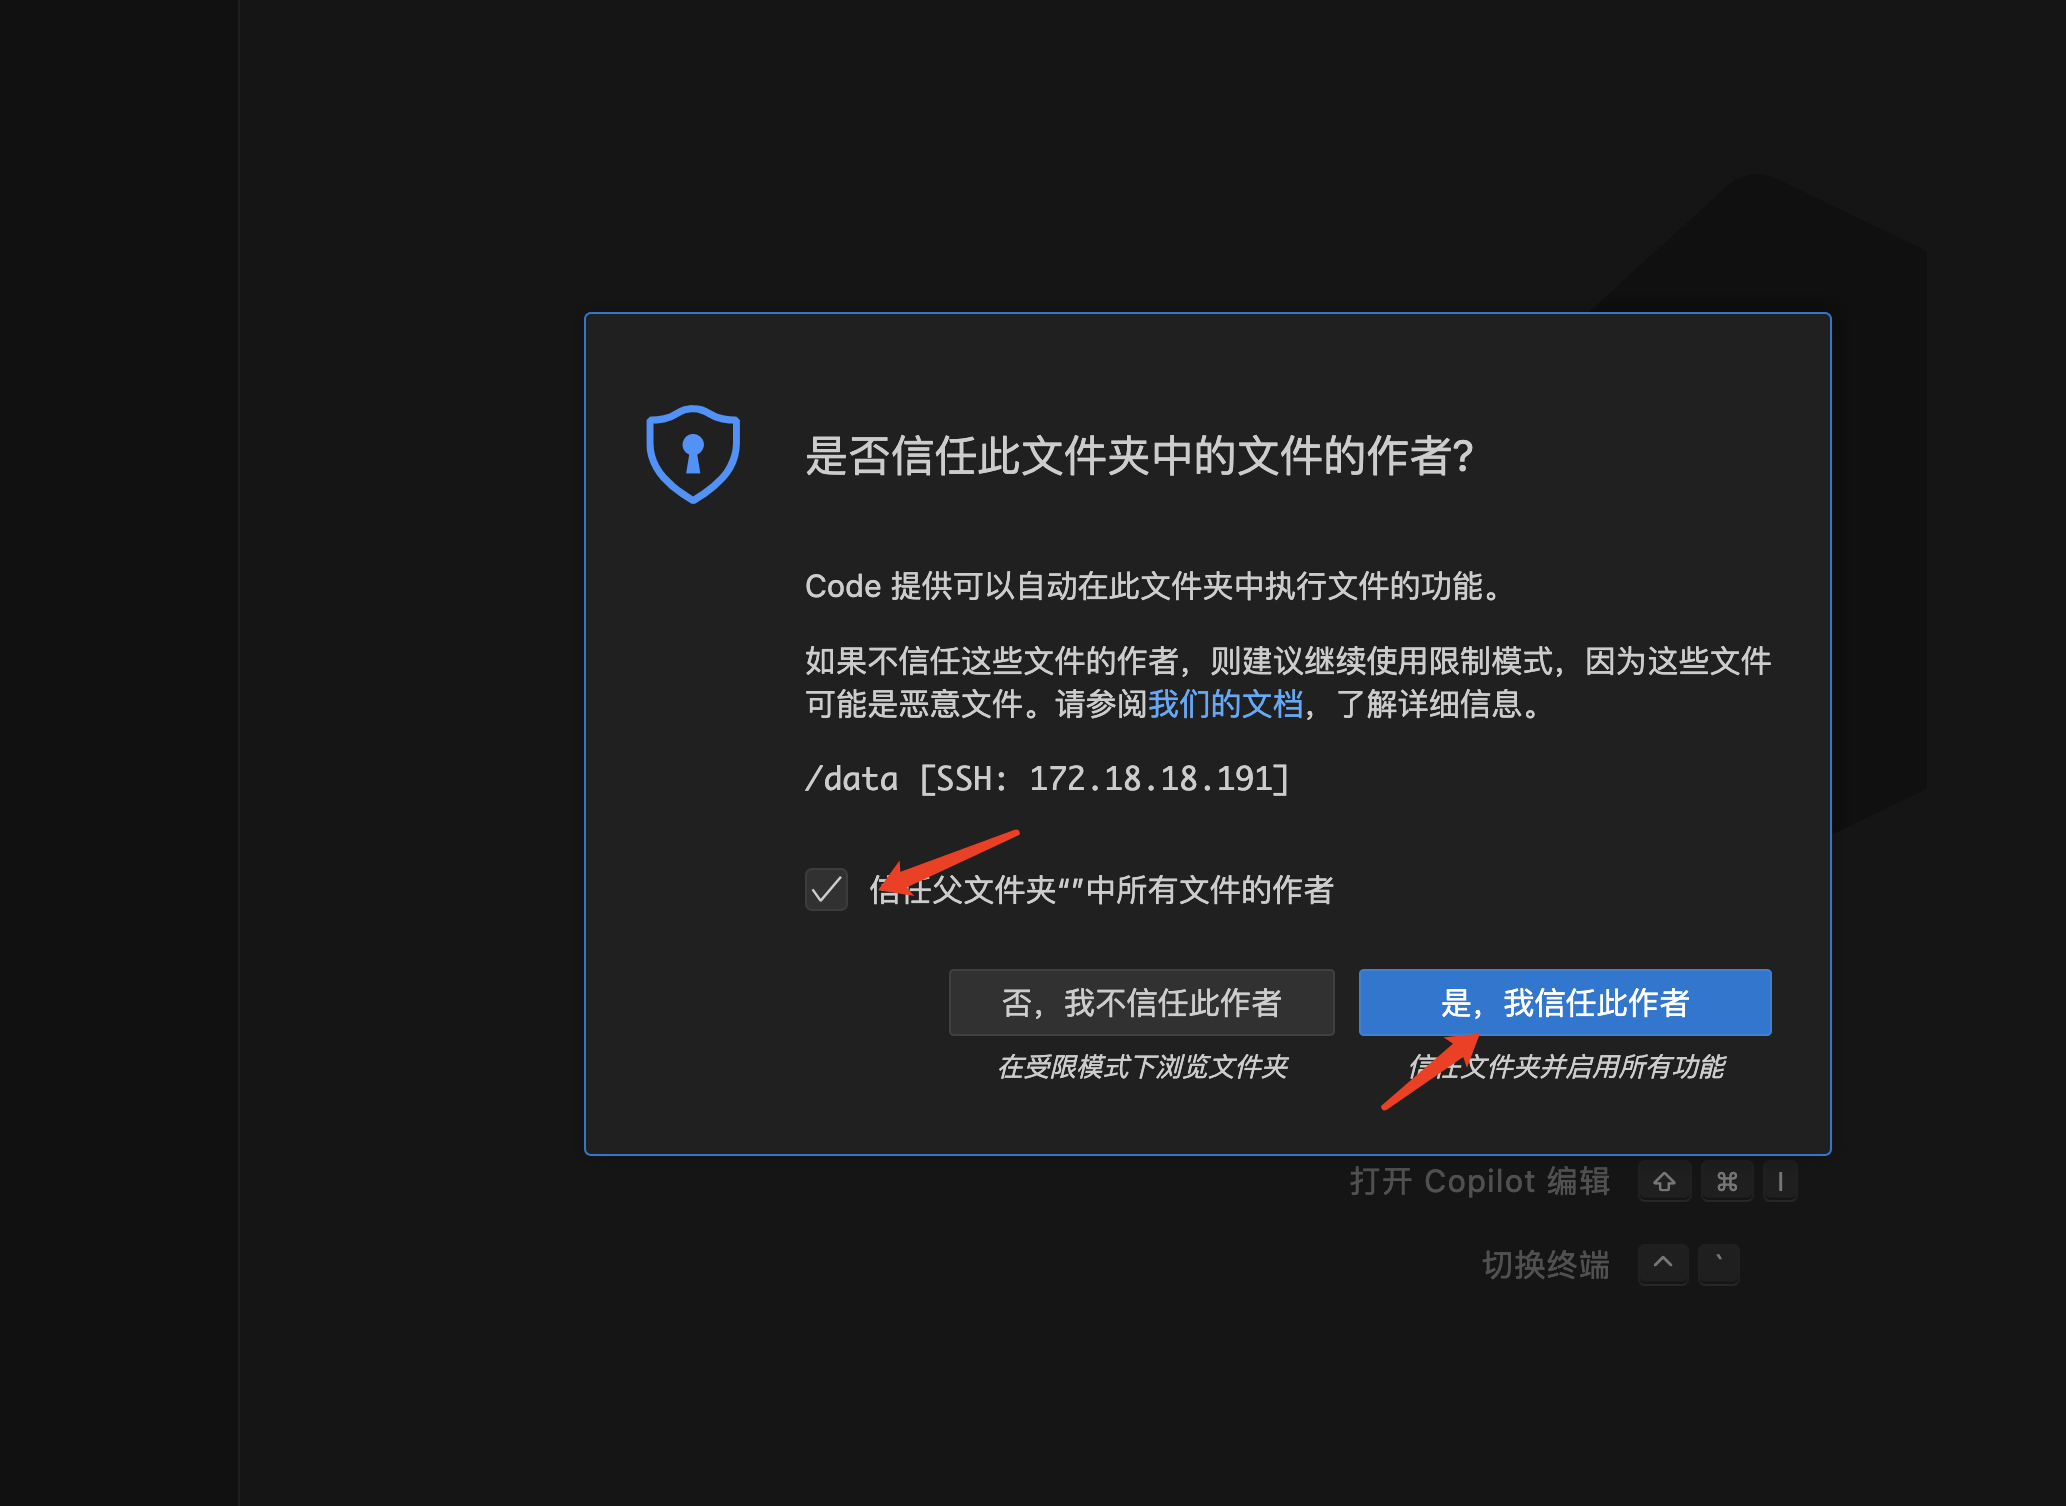 是否信任此文件夹中的文件的作者?
Code 提供可以自动在此文件夹中执行文件的功能。
如果不信任这些文件的作者，则建议继续使用限制模式，因为这些文件
可能是恶意文件。请参阅我们的文档，了解详细信息。
/data [SSH: 172.18.18.191]
信任父文件夹“”中所有文件的作者
否，我不信任此作者
是，我信任此作者
在受限模式下浏览文件夹
信任文件夹并启用所有功能
打开 Copilot 编辑 ⇧ ⌘ I
切换终端 ^ `